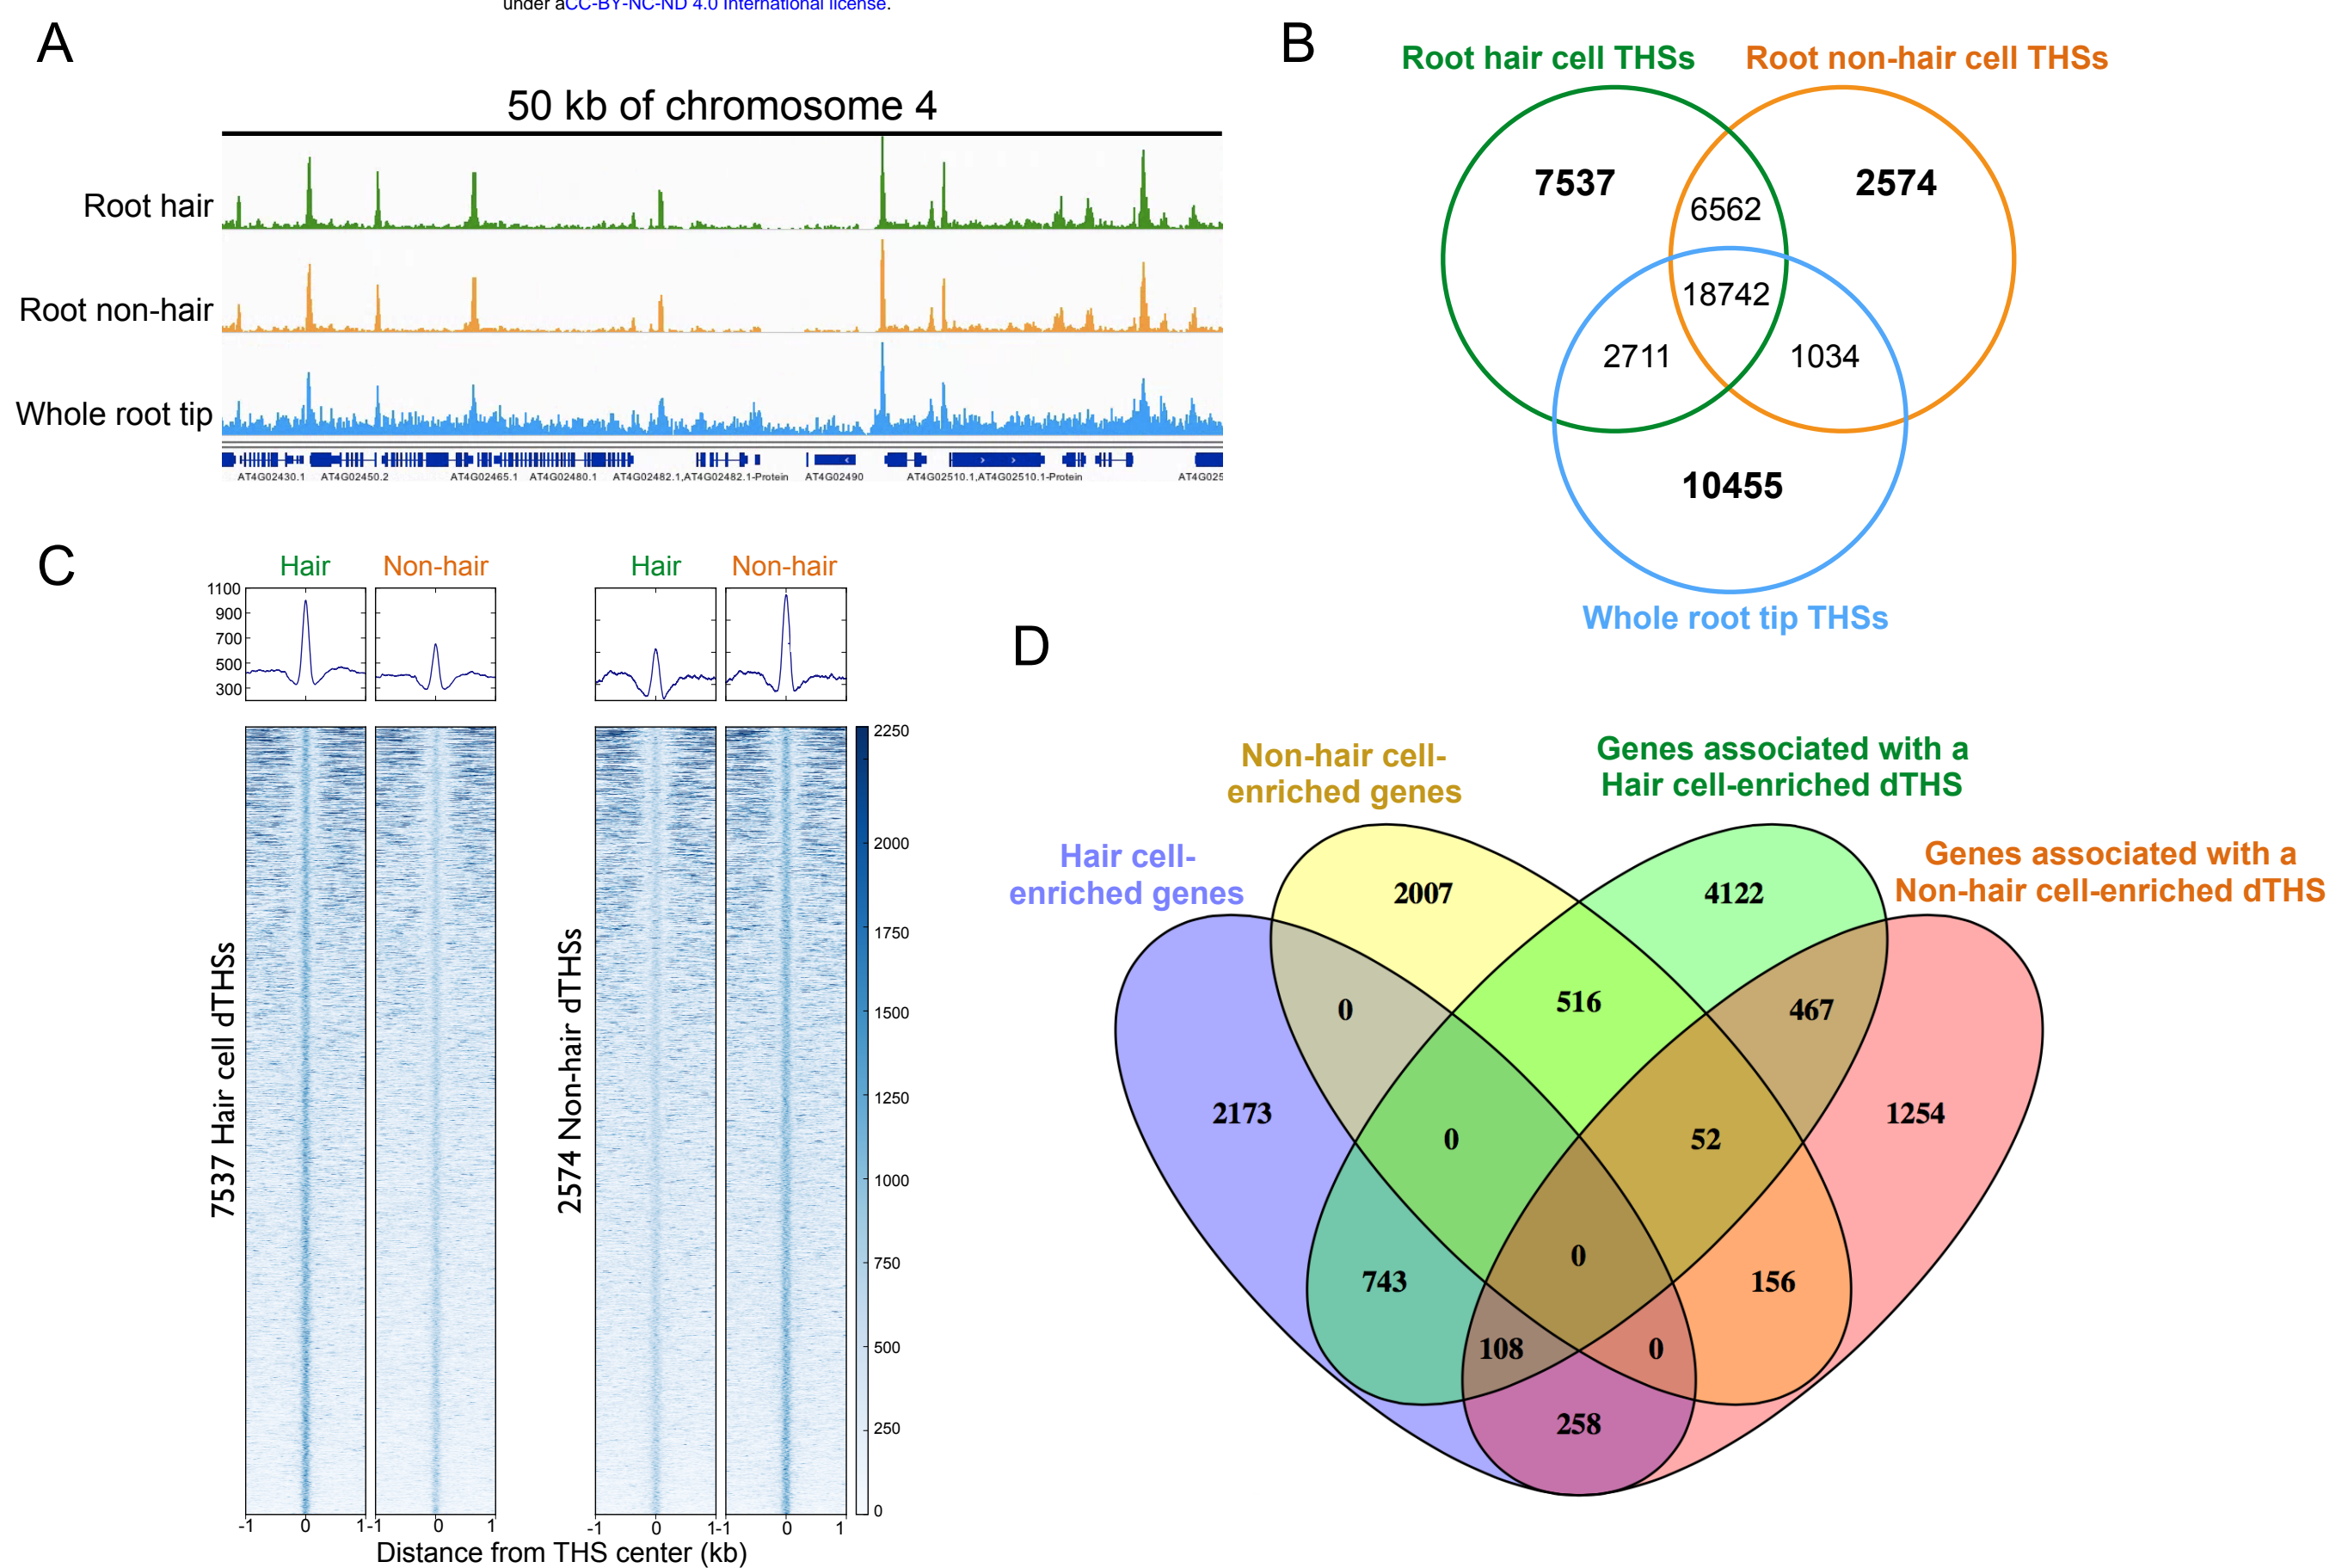 under aCC-BY-NC-ND 4.0 International license.
A
50 kb of chromosome 4
Root hair
Root non-hair
Whole root tip
AT4G02430.1 AT4G02450.2 AT4G02465.1 AT4G02480.1 AT4G02482.1,AT4G02482.1-Protein AT4G02490 AT4G02510.1,AT4G02510.1-Protein AT4G025
B
Root hair cell THSs Root non-hair cell THSs
7537 2574
6562
18742
2711 1034
10455
Whole root tip THSs
C
Hair Non-hair Hair Non-hair
1100
900
700
500
300
7537 Hair cell dTHSs
2574 Non-hair dTHSs
2250
2000
1750
1500
1250
1000
750
500
250
0
-1 0 1 -1 0 1 -1 0 1 -1 0 1
Distance from THS center (kb)
D
Non-hair cell-
enriched genes
Genes associated with a
Hair cell-enriched dTHS
Hair cell-
enriched genes
Genes associated with a
Non-hair cell-enriched dTHS
2007 4122
0 516 467
2173 1254
0 52
0
743 156
108 0
258